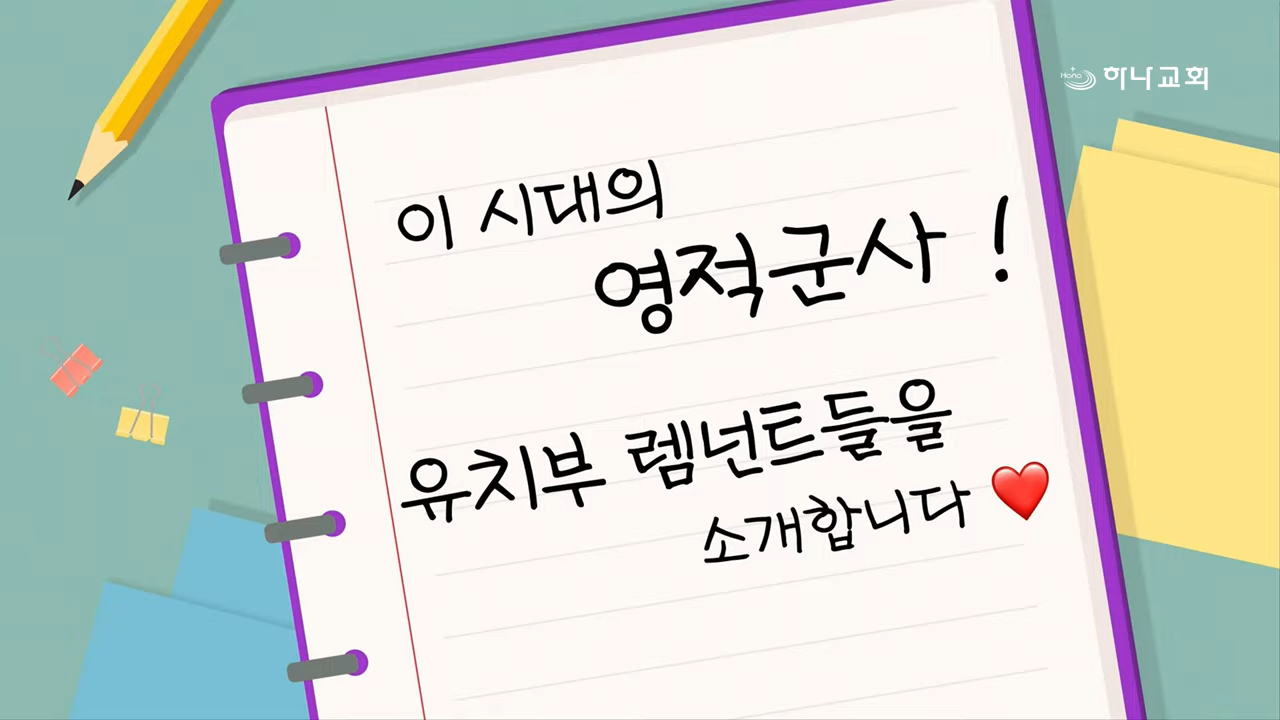 Hana 하나교회
이 시대의
영적군사 !
유치부 렘넌트들을
소개합니다 ❤️